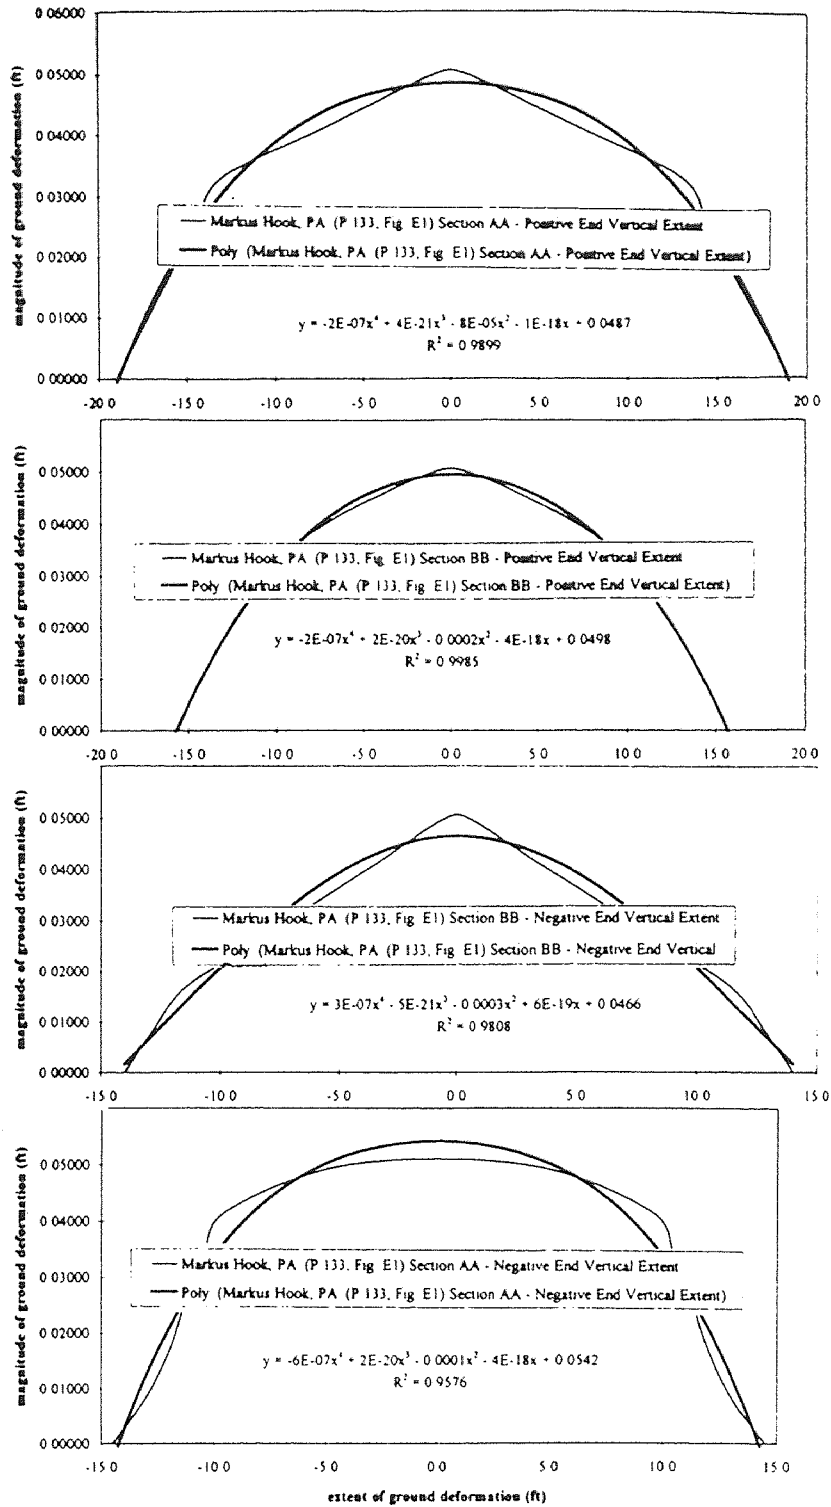 0 06000
0 05000
0 04000
0 03000
0 02000
0 01000
0 00000
magnitude of ground deformation (ft)
Markus Hook, PA (P 133, Fig E1) Section AA - Positive End Vertical Extent
Poly (Markus Hook, PA (P 133, Fig E1) Section AA - Positive End Vertical Extent)
y = -2E-07x⁴ + 4E-21x³ - 8E-05x² - 1E-18x + 0.0487
R² = 0.9899
-20 0 -15 0 -10 0 -5 0 0 0 5 0 10 0 15 0 20 0
0 05000
0 04000
0 03000
0 02000
0 01000
0 00000
magnitude of ground deformation (ft)
Markus Hook, PA (P 133, Fig E1) Section BB - Positive End Vertical Extent
Poly (Markus Hook, PA (P 133, Fig E1) Section BB - Positive End Vertical Extent)
y = -2E-07x⁴ + 2E-20x³ - 0.0002x² - 4E-18x + 0.0498
R² = 0.9985
-20 0 -15 0 -10 0 -5 0 0 0 5 0 10 0 15 0 20 0
0 05000
0 04000
0 03000
0 02000
0 01000
0 00000
magnitude of ground deformation (ft)
Markus Hook, PA (P 133, Fig E1) Section BB - Negative End Vertical Extent
Poly (Markus Hook, PA (P 133, Fig E1) Section BB - Negative End Vertical
y = 3E-07x⁴ - 5E-21x³ - 0.0003x² + 6E-19x + 0.0466
R² = 0.9808
-15 0 -10 0 -5 0 0 0 5 0 10 0 15 0
0 05000
0 04000
0 03000
0 02000
0 01000
0 00000
magnitude of ground deformation (ft)
Markus Hook, PA (P 133, Fig E1) Section AA - Negative End Vertical Extent
Poly (Markus Hook, PA (P 133, Fig E1) Section AA - Negative End Vertical Extent)
y = -6E-07x⁴ + 2E-20x³ - 0.0001x² - 4E-18x + 0.0542
R² = 0.9576
-15 0 -10 0 -5 0 0 0 5 0 10 0 15 0
extent of ground deformation (ft)